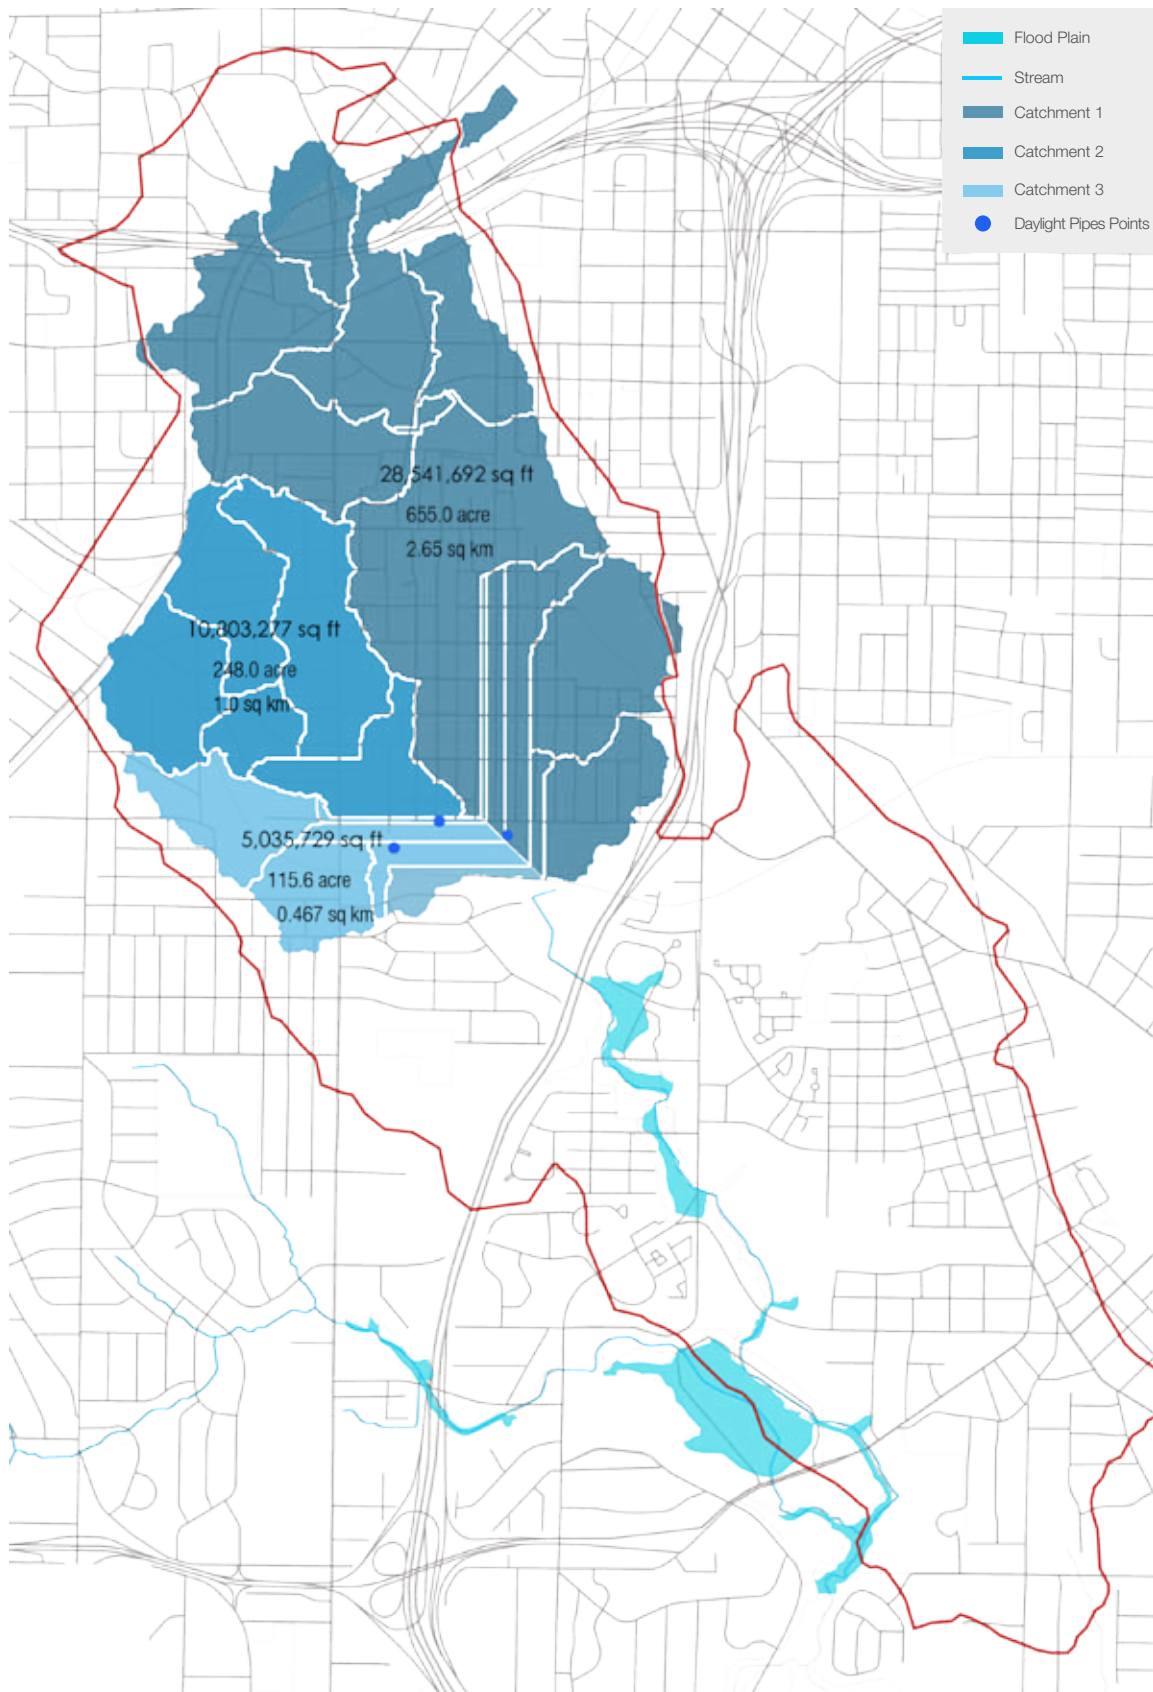 Flood Plain
Stream
Catchment 1
Catchment 2
Catchment 3
Daylight Pipes Points
28,541,692 sq ft
655.0 acre
2.65 sq km
10,803,277 sq ft
248.0 acre
1.0 sq km
5,035,729 sq ft
115.6 acre
0.467 sq km